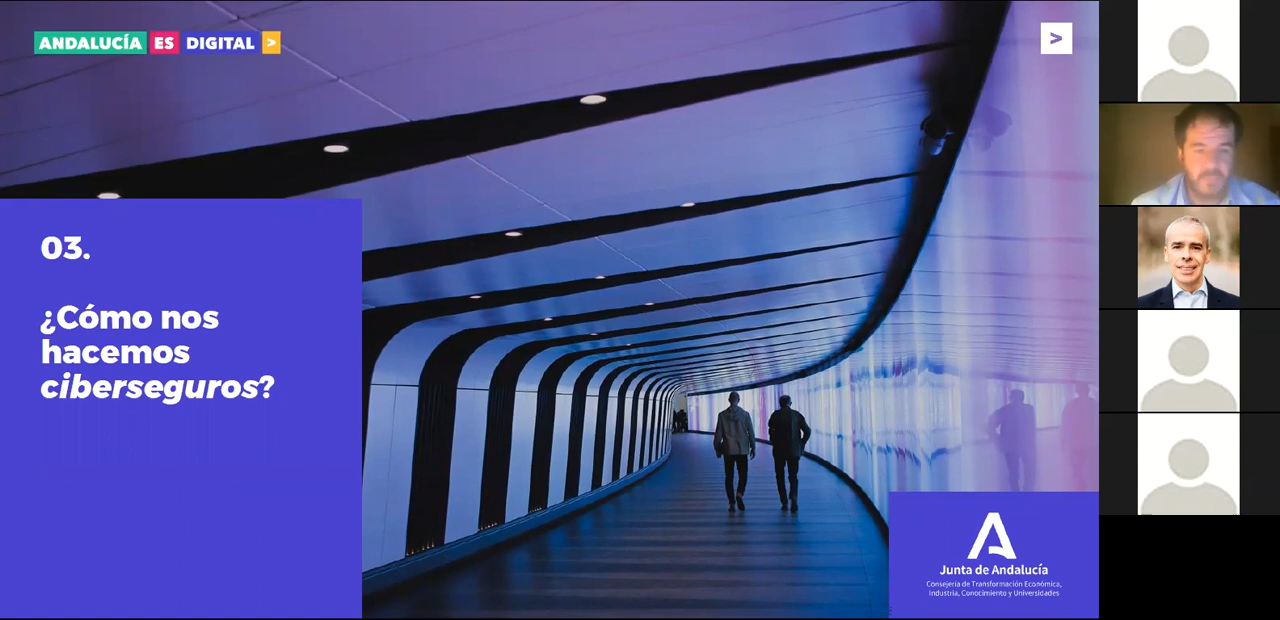 ANDALUCÍA ES DIGITAL >
>
03.
¿Cómo nos
hacemos
ciberseguros?
Junta de Andalucía
Consejería de Transformación Económica,
Industria, Conocimiento y Universidades